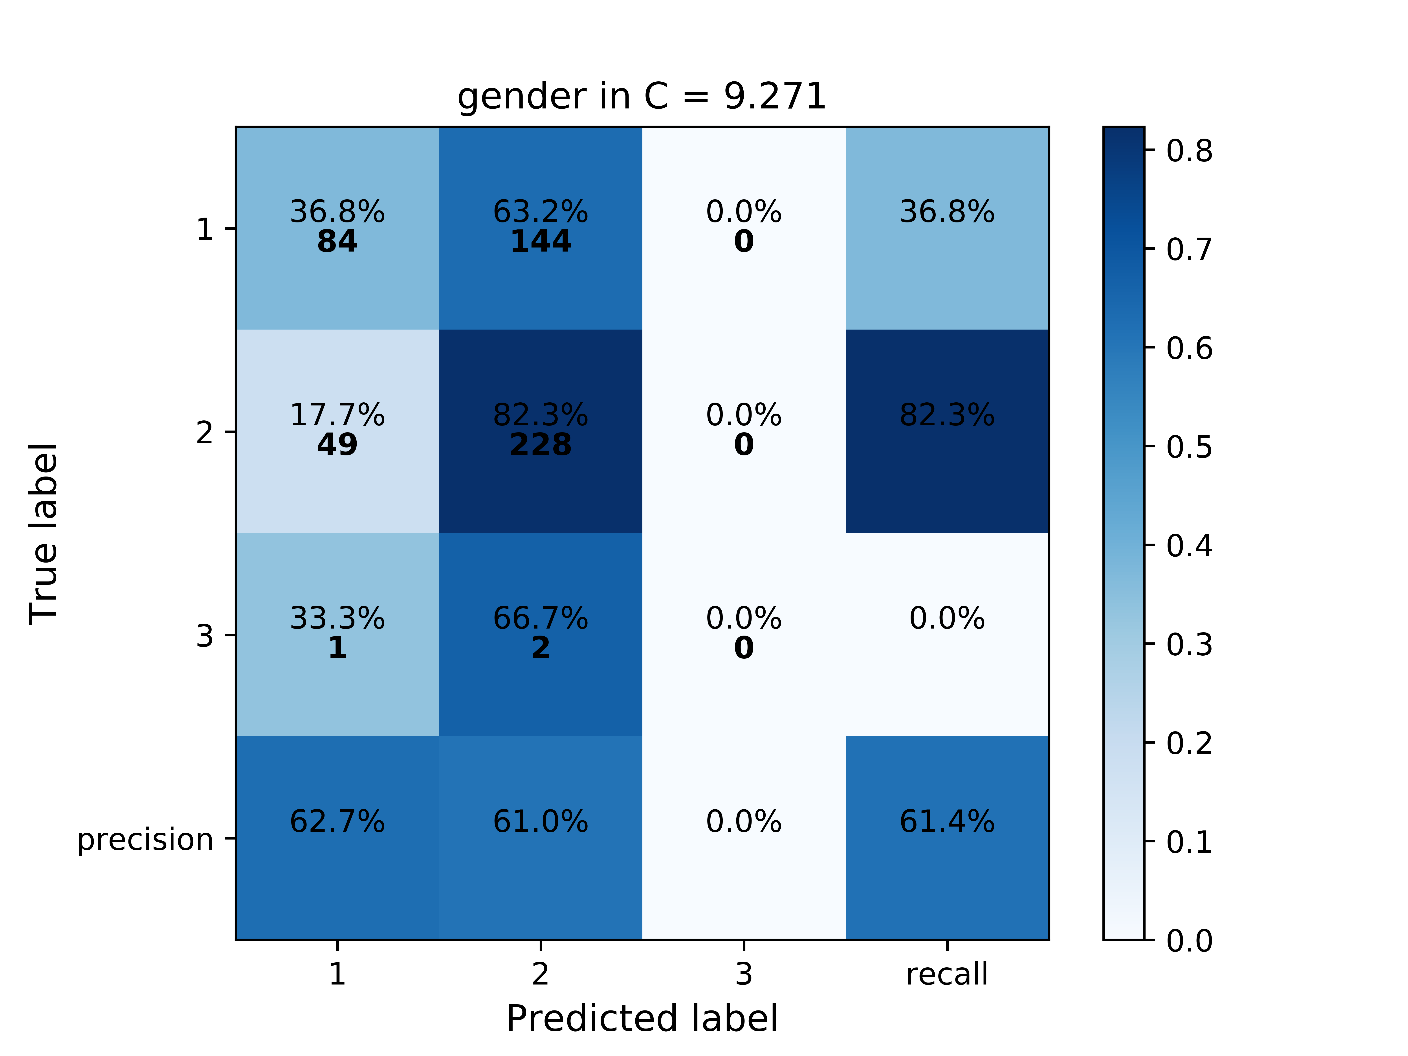 gender in C = 9.271
36.8% 63.2% 0.0% 36.8%
1 84 144 0
17.7% 82.3% 0.0% 82.3%
2 49 228 0
33.3% 66.7% 0.0% 0.0%
3 1 2 0
62.7% 61.0% 0.0% 61.4%
precision
1 2 3 recall
Predicted label
True label
0.8
0.7
0.6
0.5
0.4
0.3
0.2
0.1
0.0